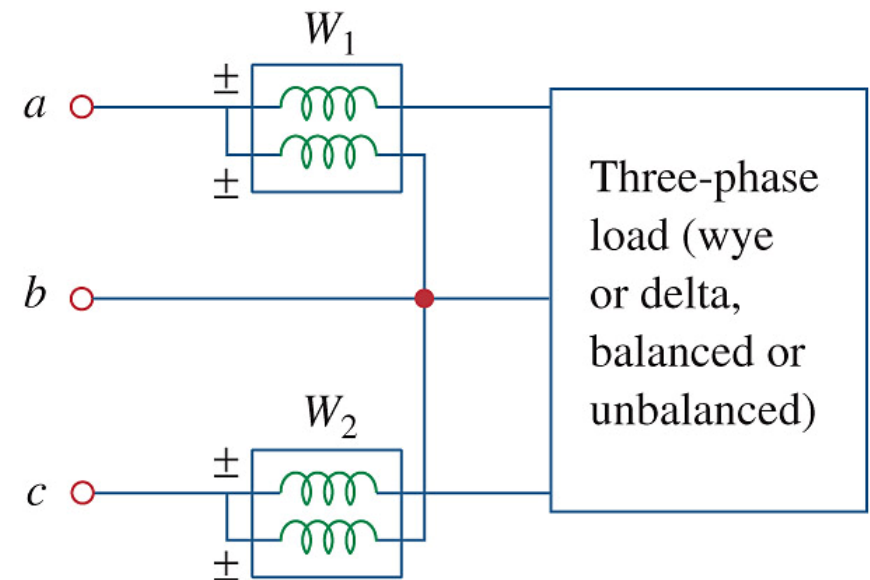 W1
±
a
±
Three-phase
load (wye
or delta,
balanced or
unbalanced)
b
W2
±
c
±